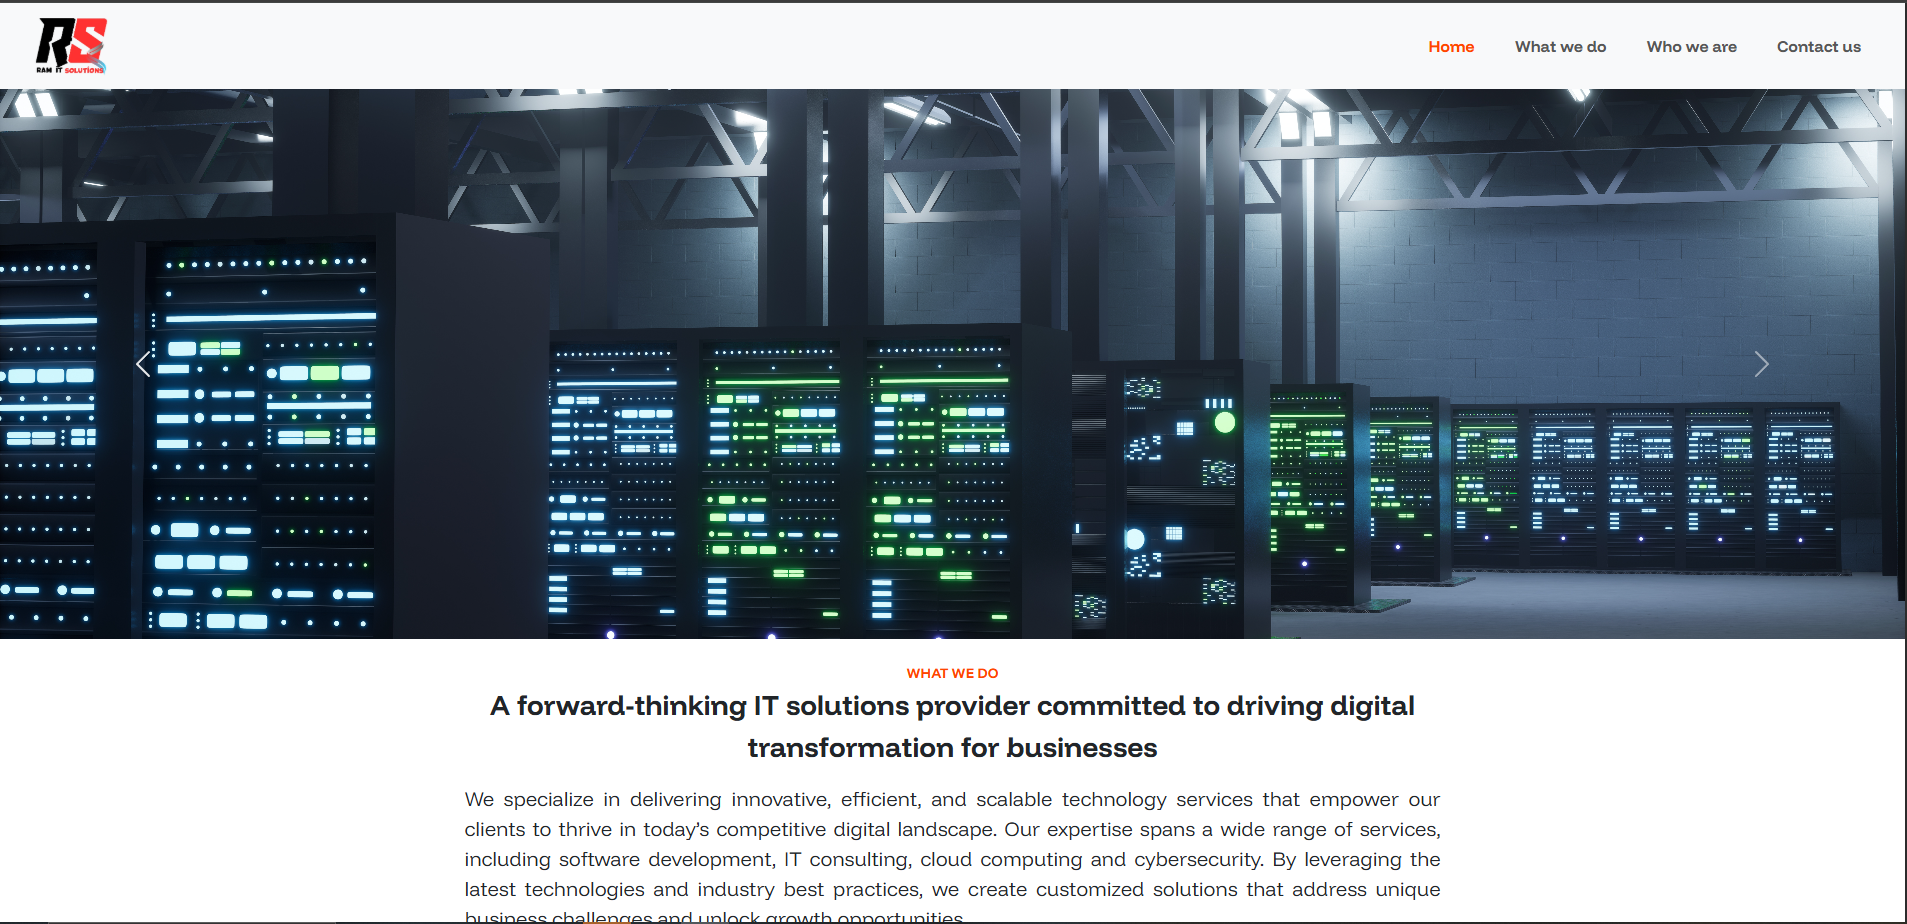 RS
RAM IT SOLUTIONS
Home
What we do
Who we are
Contact us
WHAT WE DO
A forward-thinking IT solutions provider committed to driving digital
transformation for businesses
We specialize in delivering innovative, efficient, and scalable technology services that empower our
clients to thrive in today’s competitive digital landscape. Our expertise spans a wide range of services,
including software development, IT consulting, cloud computing and cybersecurity. By leveraging the
latest technologies and industry best practices, we create customized solutions that address unique
business challenges and unlock growth opportunities.